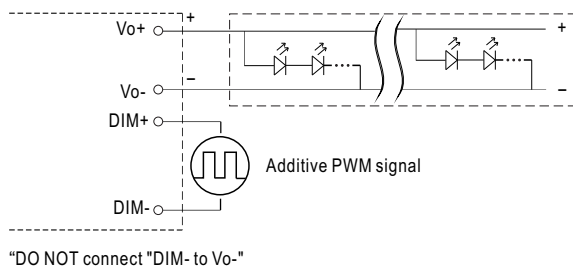 Vo+ + +
Vo- − −
DIM+
Additive PWM signal
DIM-
“DO NOT connect "DIM- to Vo-"